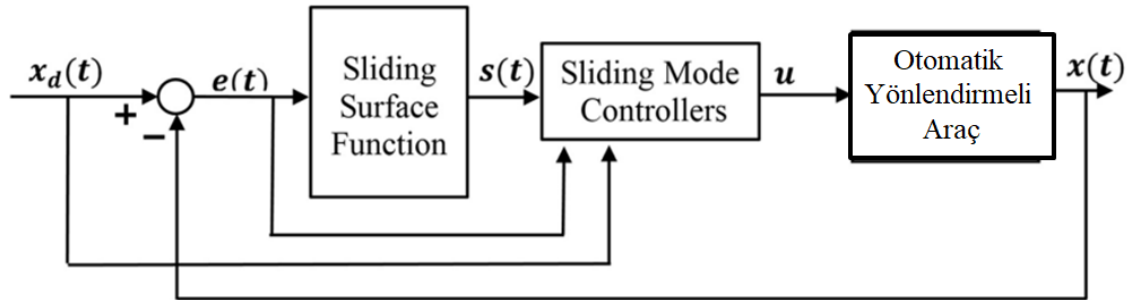 x_d(t)
+
−
e(t)
Sliding
Surface
Function
s(t)
Sliding Mode
Controllers
u
Otomatik
Yönlendirmeli
Araç
x(t)